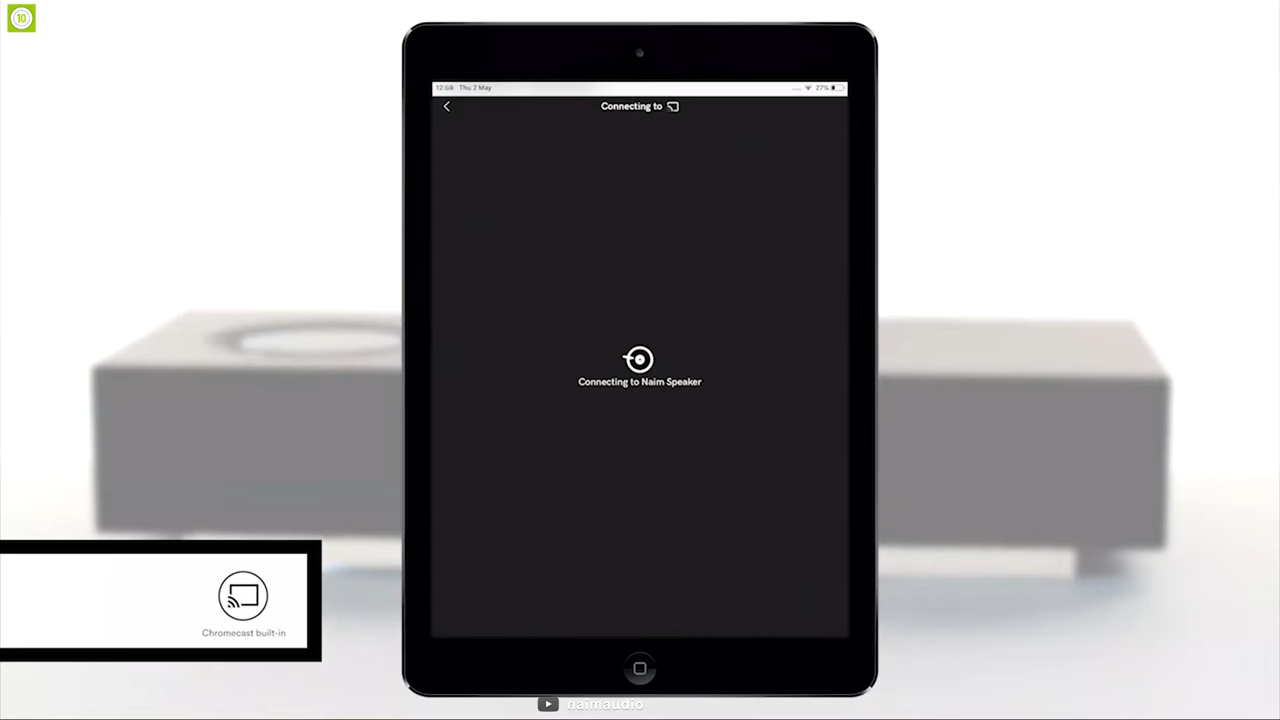 10
12:59 Thu 2 May
27%
Connecting to
Connecting to Naim Speaker
Chromecast built-in
naimaudio